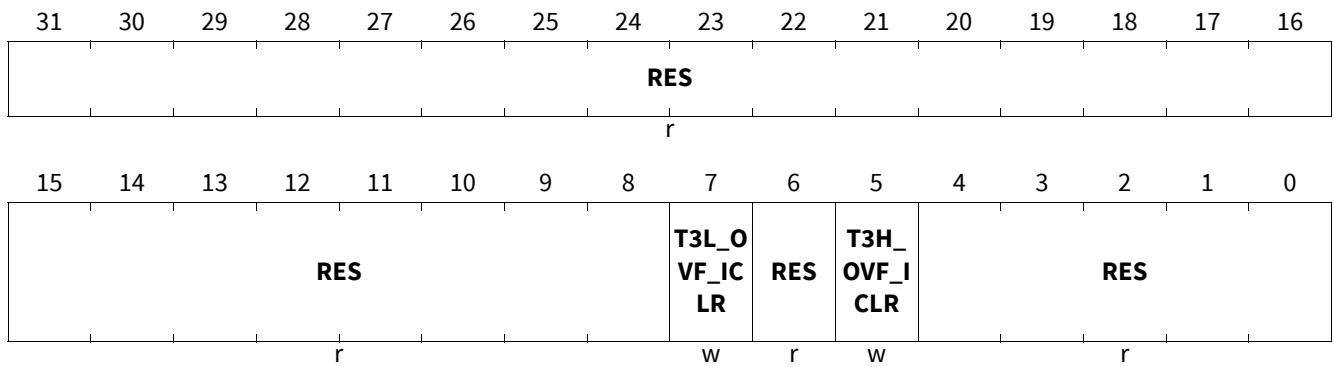 31 30 29 28 27 26 25 24 23 22 21 20 19 18 17 16
RES
r
15 14 13 12 11 10 9 8 7 6 5 4 3 2 1 0
T3L_O T3H_
RES VF_IC RES OVF_I RES
LR CLR
r w r w r